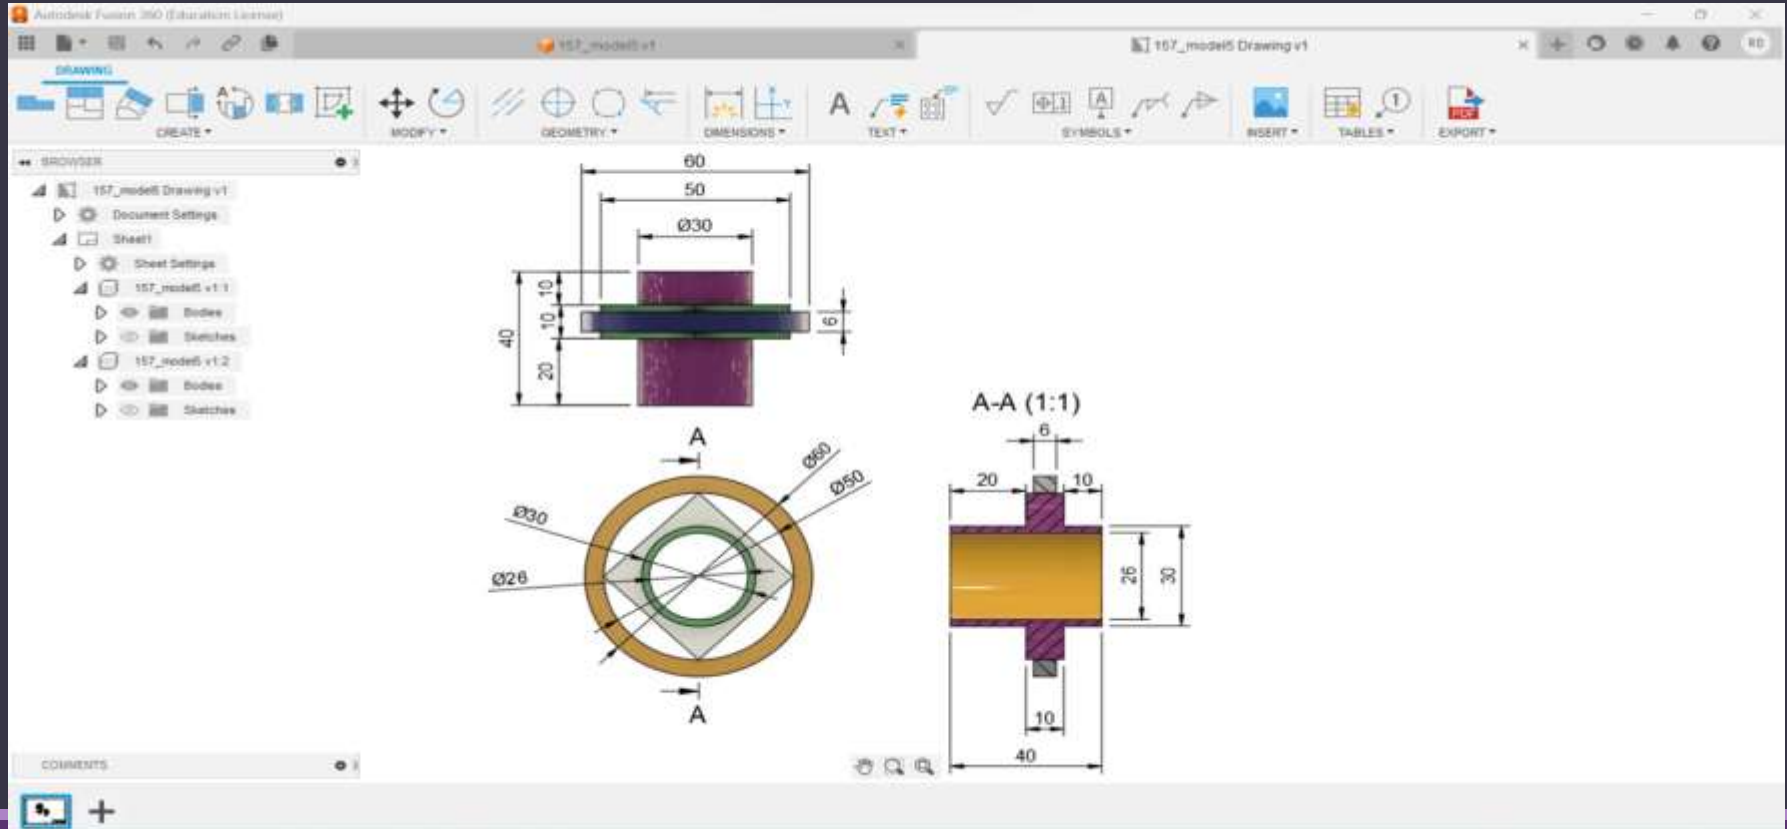 Autodesk Fusion 360 (Education License)
157_model5 v1
157_model5 Drawing v1
RD
DRAWING
CREATE
MODIFY
GEOMETRY
DIMENSIONS
TEXT
SYMBOLS
INSERT
TABLES
EXPORT
BROWSER
157_model5 Drawing v1
Document Settings
Sheet1
Sheet Settings
157_model5 v1:1
Bodies
Sketches
157_model5 v1:2
Bodies
Sketches
60
50
Ø30
10
10
20
40
6
A
Ø60
Ø50
Ø30
Ø26
A
A-A (1:1)
6
20
10
26
30
10
40
COMMENTS